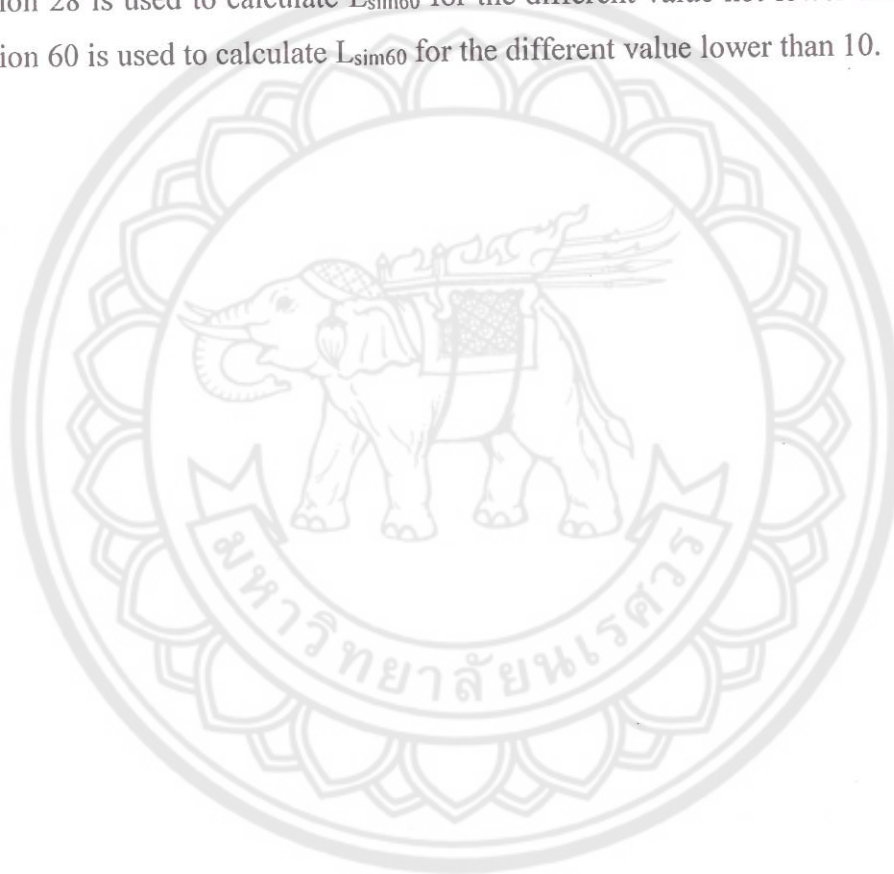 ion 28 is used to calculate Lsim60 for the different value not lower
ion 60 is used to calculate Lsim60 for the different value lower than 10.
มหาวิทยาลัยนเรศวร